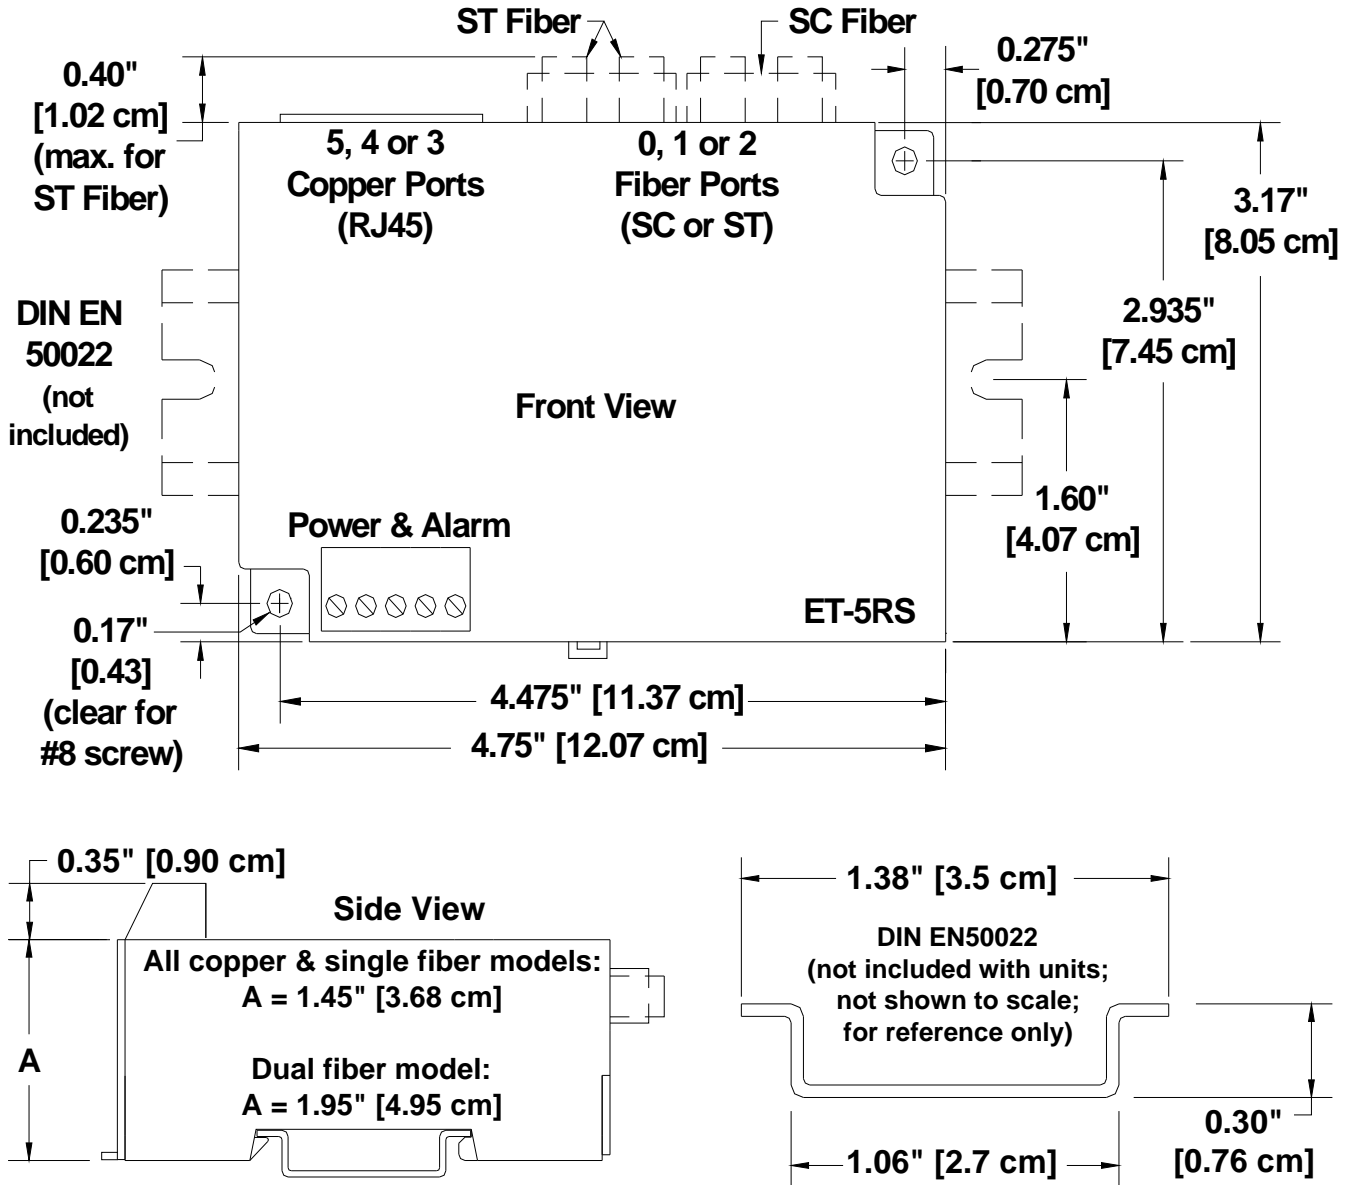 ST Fiber
SC Fiber
0.40"
[1.02 cm]
(max. for
ST Fiber)
0.275"
[0.70 cm]
5, 4 or 3
Copper Ports
(RJ45)
0, 1 or 2
Fiber Ports
(SC or ST)
3.17"
[8.05 cm]
DIN EN
50022
(not
included)
2.935"
[7.45 cm]
Front View
1.60"
[4.07 cm]
0.235"
[0.60 cm]
Power & Alarm
0.17"
[0.43]
(clear for
#8 screw)
ET-5RS
4.475" [11.37 cm]
4.75" [12.07 cm]
0.35" [0.90 cm]
Side View
All copper & single fiber models:
A = 1.45" [3.68 cm]
A
Dual fiber model:
A = 1.95" [4.95 cm]
1.38" [3.5 cm]
DIN EN50022
(not included with units;
not shown to scale;
for reference only)
0.30"
[0.76 cm]
1.06" [2.7 cm]